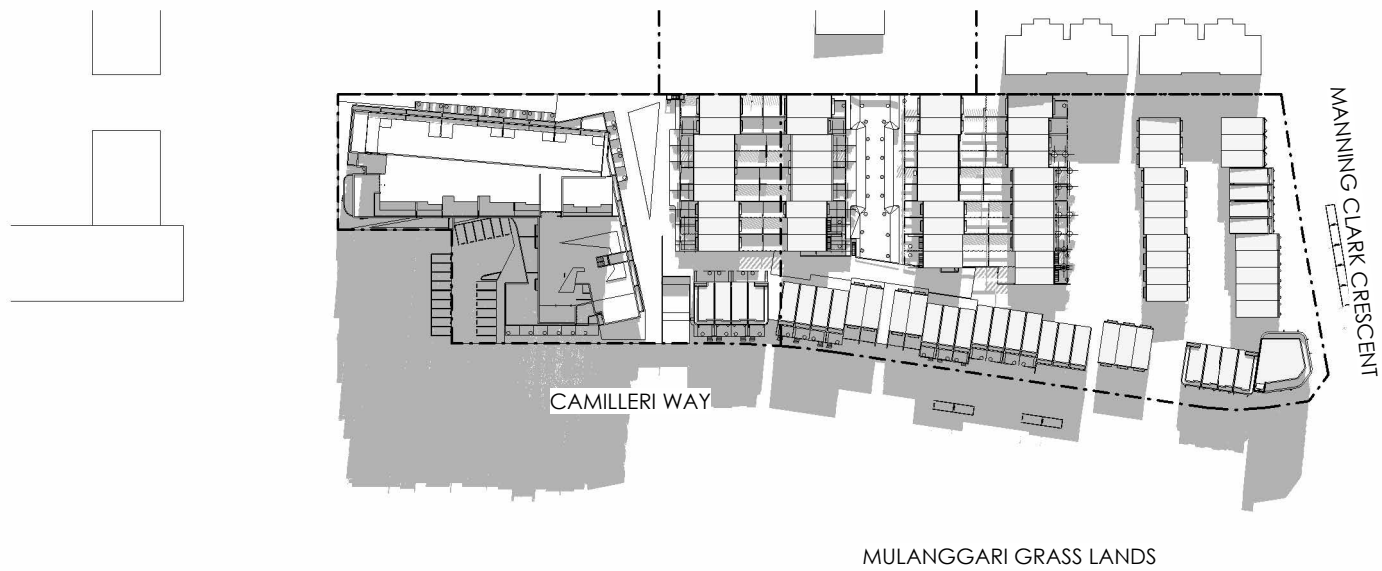 MANNING CLARK CRESCENT
CAMILLERI WAY
MULANGGARI GRASS LANDS